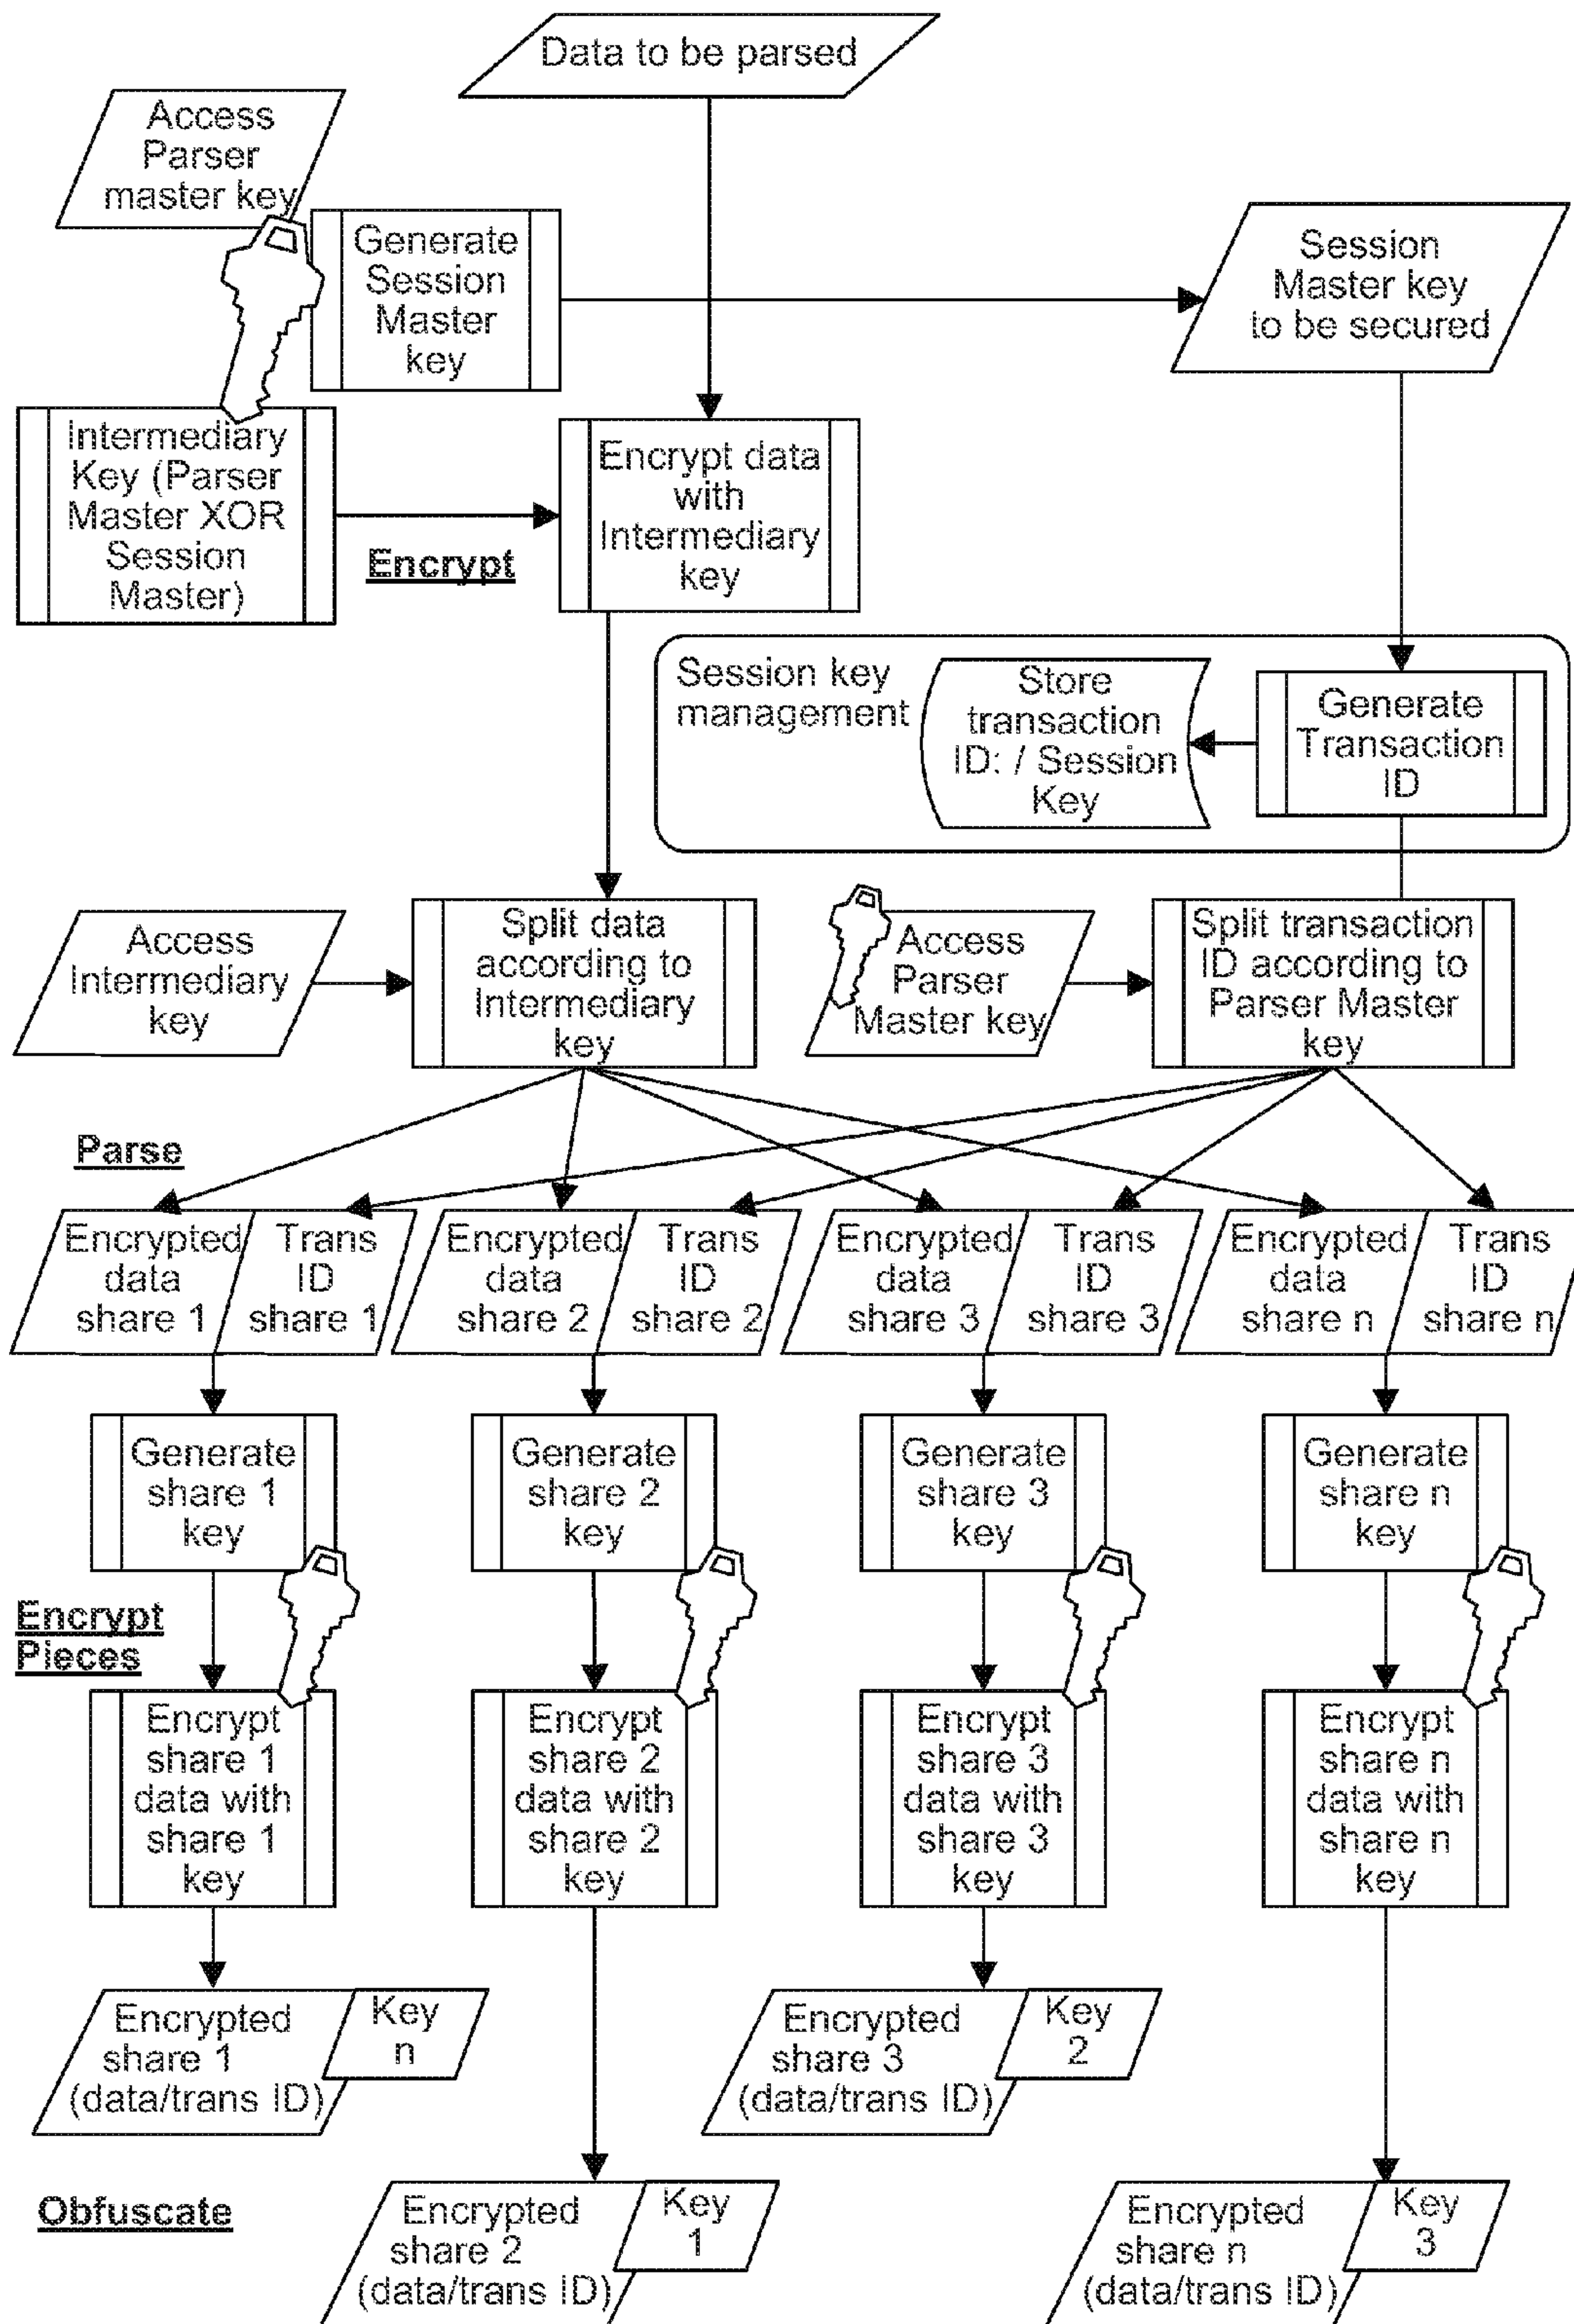 Data to be parsed
Access
Parser
master key
Generate
Session
Master
key
Session
Master key
to be secured
Intermediary
Key (Parser
Master XOR
Session
Master)
Encrypt
Encrypt data
with
Intermediary
key
Session key
management
Store
transaction
ID: / Session
Key
Generate
Transaction
ID
Access
Intermediary
key
Split data
according to
Intermediary
key
Access
Parser
Master key
Split transaction
ID according to
Parser Master
key
Parse
Encrypted
data
share 1
Trans
ID
share 1
Encrypted
data
share 2
Trans
ID
share 2
Encrypted
data
share 3
Trans
ID
share 3
Encrypted
data
share n
Trans
ID
share n
Generate
share 1
key
Generate
share 2
key
Generate
share 3
key
Generate
share n
key
Encrypt
Pieces
Encrypt
share 1
data with
share 1
key
Encrypt
share 2
data with
share 2
key
Encrypt
share 3
data with
share 3
key
Encrypt
share n
data with
share n
key
Encrypted
share 1
(data/trans ID)
Key
n
Encrypted
share 3
(data/trans ID)
Key
2
Obfuscate
Encrypted
share 2
(data/trans ID)
Key
1
Encrypted
share n
(data/trans ID)
Key
3